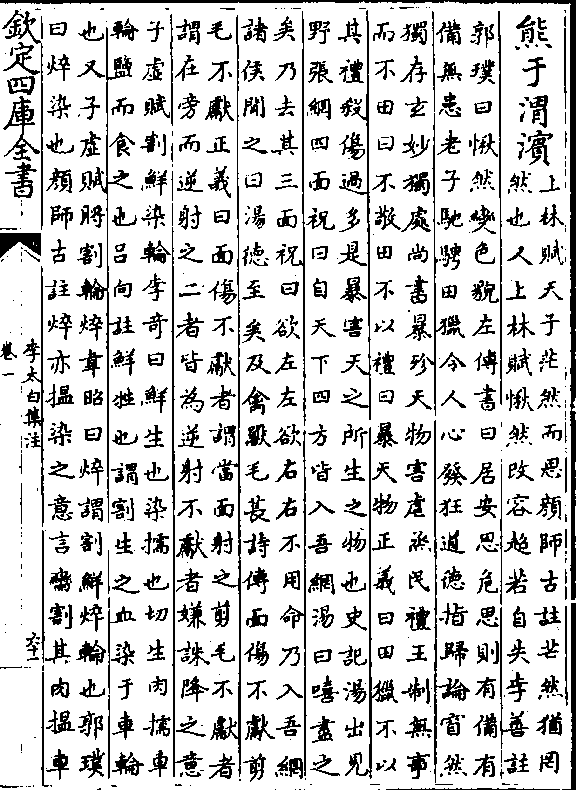 熊于渭濱
上林賦天子茫然而思顔師古註芒然猶罔
然也又上林賦愀然改容超若自失李善註
郭璞曰愀然變色貌左傳書曰居安思危思則有備有
備無患老子馳騁田獵令人心發狂道德指歸論窅然
獨存玄妙獨處尚書暴殄天物害虐烝民禮王制無事
而不田曰不敬田不以禮曰暴天物正義曰田獵不以
其禮殺傷過多是暴害天之所生之物也史記湯出見
野張網四面祝曰自天下四方皆入吾網湯曰嘻盡之
矣乃去其三面祝曰欲左左欲右右不用命乃入吾網
諸侯聞之曰湯德至矣及禽獸毛萇詩傳面傷不獻剪
毛不獻正義曰面傷不獻者謂當面射之剪毛不獻者
謂在旁而逆射之二者皆為逆射不獻者嫌誅降之意
子虛賦割鮮染輪李奇曰鮮生也染擩也切生肉擩車
輪鹽而食之也呂向註鮮牲也謂割生之血染于車輪
也又子虛賦脟割輪焠韋昭曰焠謂割鮮焠輪也郭璞
曰焠染也顔師古註焠亦搵染之意言臠割其肉搵車
欽定四庫全書
李太白集注
卷一
六十一